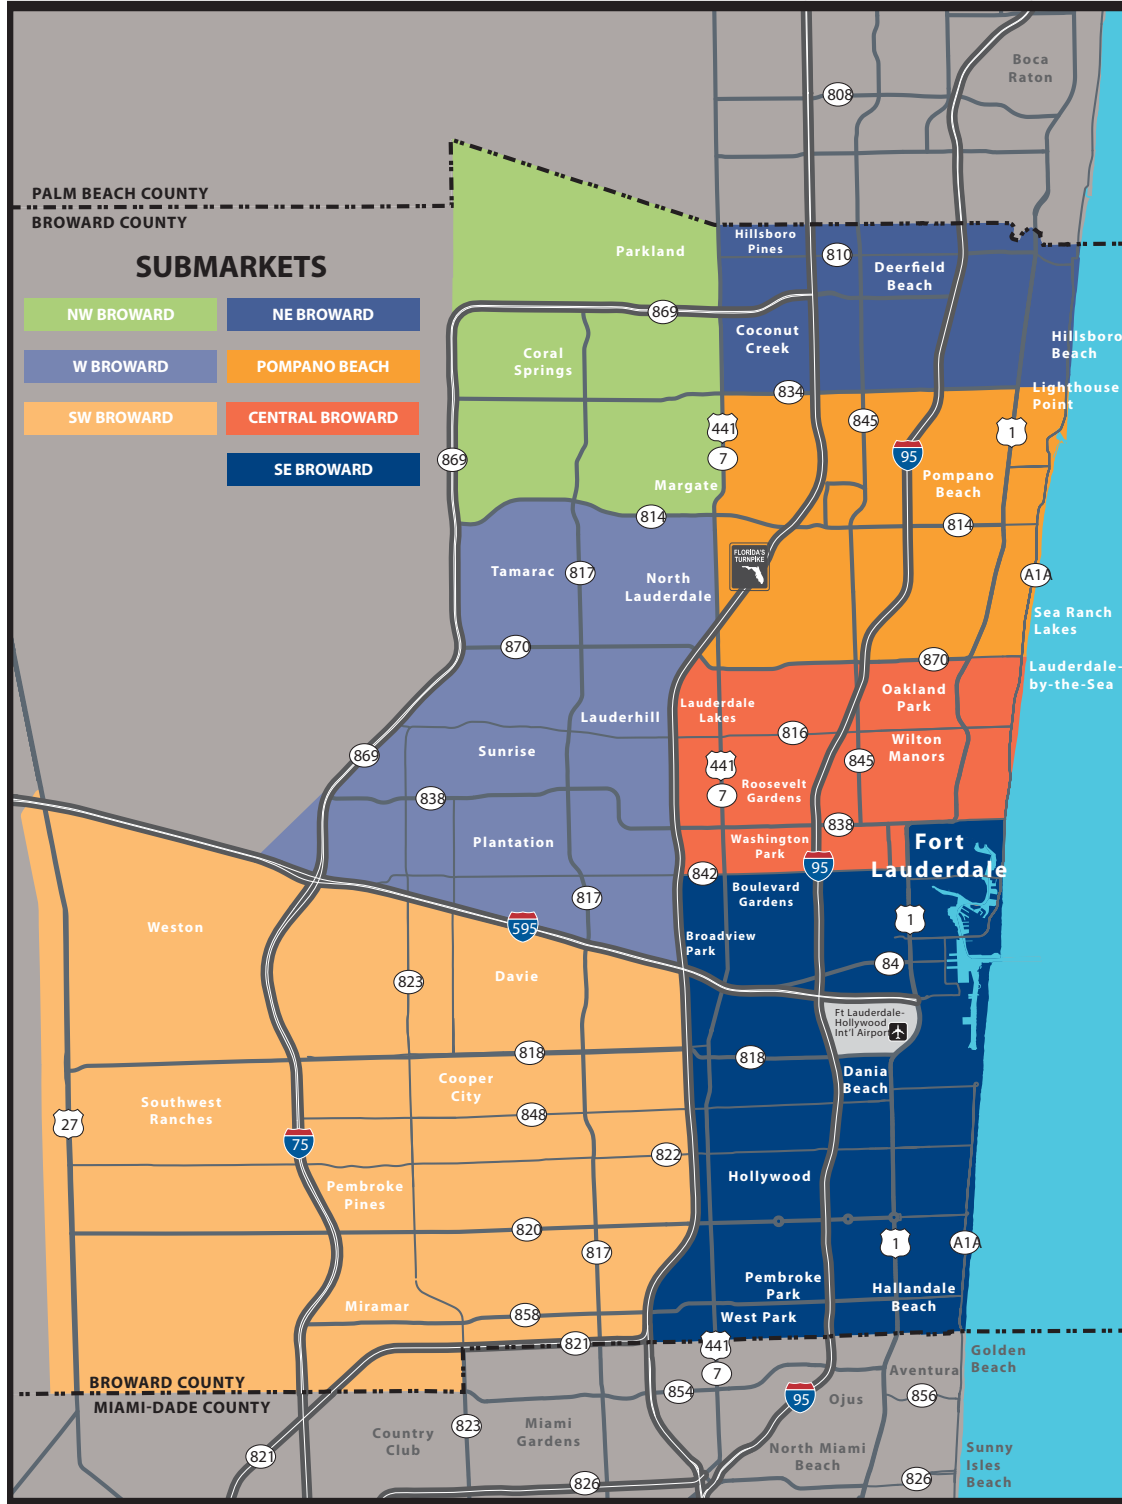 Boca
Raton
808
PALM BEACH COUNTY
BROWARD COUNTY
SUBMARKETS
NW BROWARD
NE BROWARD
W BROWARD
POMPANO BEACH
SW BROWARD
CENTRAL BROWARD
SE BROWARD
Parkland
Hillsboro
Pines
810
Deerfield
Beach
869
Coconut
Creek
Coral
Springs
Hillsboro
Beach
834
Lighthouse
Point
441
7
845
1
95
869
Margate
Pompano
Beach
814
814
FLORIDA'S
TURNPIKE
Tamarac
817
North
Lauderdale
A1A
Sea Ranch
Lakes
870
870
Lauderdale-
by-the-Sea
Lauderhill
Lauderdale
Lakes
Oakland
Park
816
Wilton
Manors
Sunrise
869
441
7
845
Roosevelt
Gardens
838
838
Plantation
Washington
Park
Fort
Lauderdale
95
842
Boulevard
Gardens
817
1
595
Weston
Broadview
Park
84
Davie
823
Ft Lauderdale-
Hollywood
Int'l Airport
818
818
Dania
Beach
Cooper
City
Southwest
Ranches
848
27
75
822
Hollywood
Pembroke
Pines
820
817
1
A1A
Pembroke
Park
Hallandale
Beach
Miramar
858
West Park
821
441
7
Golden
Beach
Aventura
BROWARD COUNTY
MIAMI-DADE COUNTY
854
95
Ojus
856
823
Miami
Gardens
Country
Club
821
North Miami
Beach
Sunny
Isles
Beach
826
826